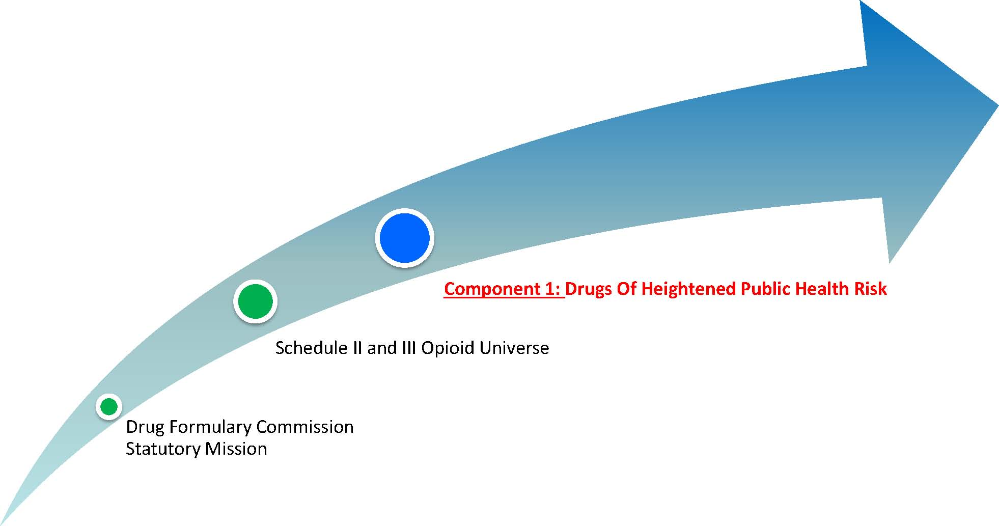 Component 1: Drugs Of Heightened Public Health Risk
Schedule II and III Opioid Universe
Drug Formulary Commission
Statutory Mission